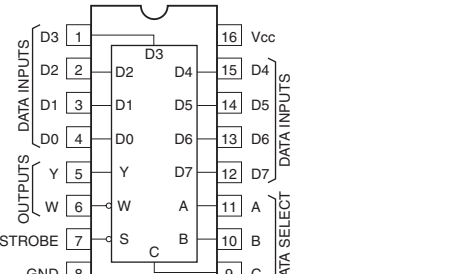 D3 1 D3 16 Vcc
D2 2 D2 D4 15 D4
D1 3 D1 D5 14 D5
D0 4 D0 D6 13 D6
Y 5 Y D7 12 D7
W 6 W A 11 A
STROBE 7 S B 10 B
GND 8 C 9 C
DATA INPUTS
OUTPUTS
DATA INPUTS
ATA SELECT